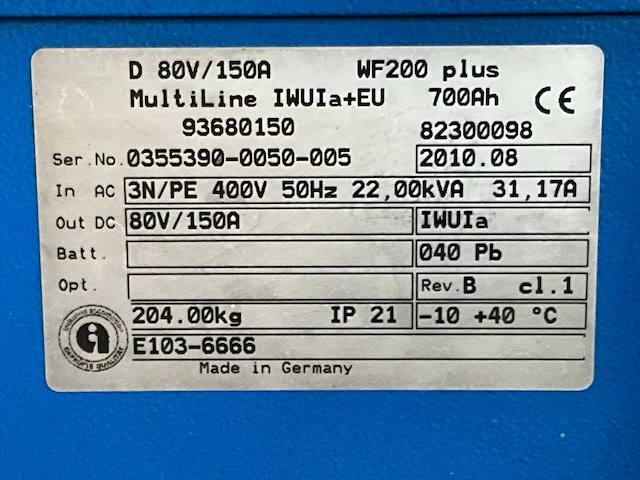 D 80V/150A WF200 plus
MultiLine IWUIa+EU 700Ah CE
93680150 82300098
Ser.No. 0355390-0050-005 2010.08
In AC 3N/PE 400V 50Hz 22,00kVA 31,17A
Out DC 80V/150A IWUIa
Batt. 040 Pb
Opt. Rev. B cl.1
204.00kg IP 21 -10 +40 °C
E103-6666
Made in Germany